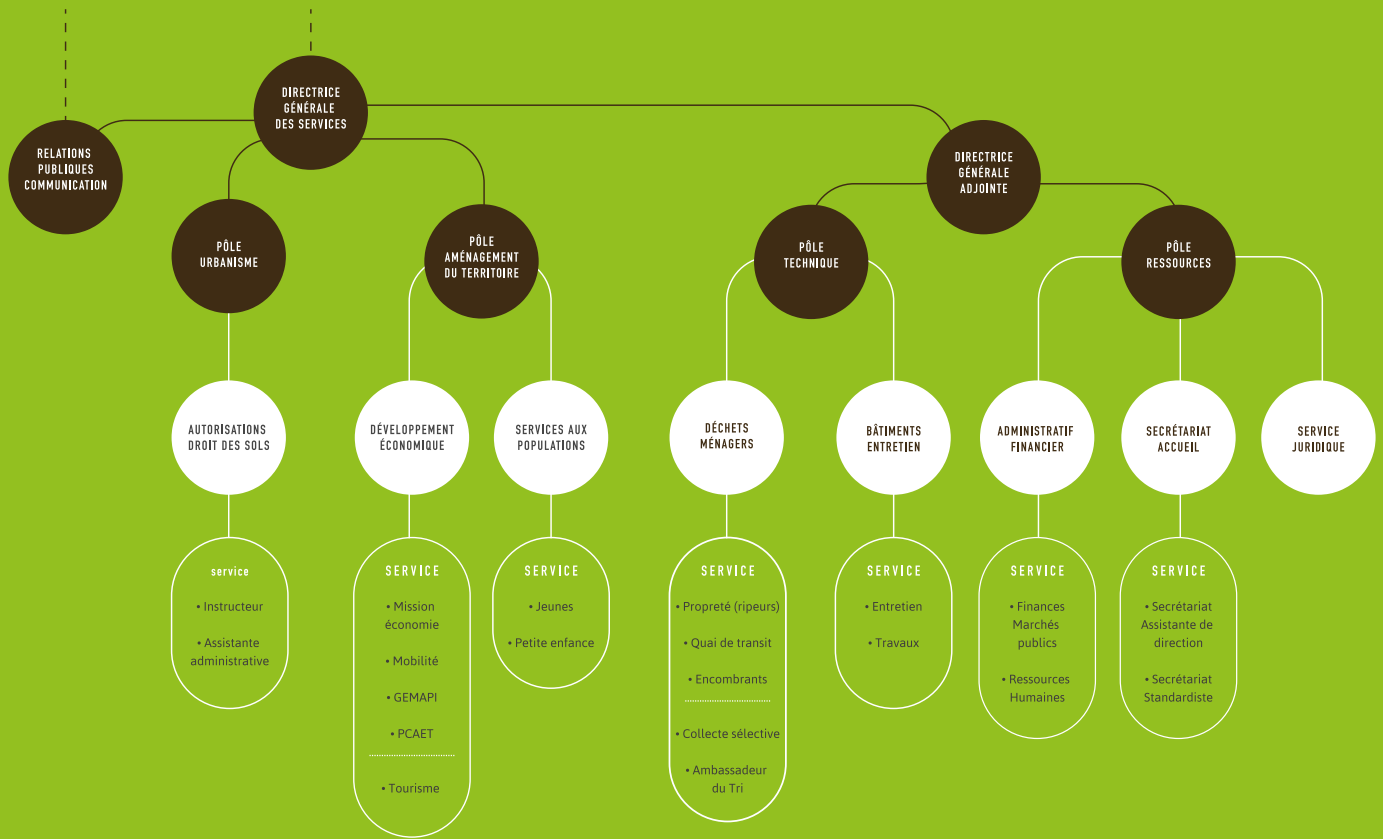 DIRECTRICE
GÉNÉRALE
DES SERVICES
RELATIONS
PUBLIQUES
COMMUNICATION
DIRECTRICE
GÉNÉRALE
ADJOINTE
PÔLE
URBANISME
PÔLE
AMÉNAGEMENT
DU TERRITOIRE
PÔLE
TECHNIQUE
PÔLE
RESSOURCES
AUTORISATIONS
DROIT DES SOLS
DÉVELOPPEMENT
ÉCONOMIQUE
SERVICES AUX
POPULATIONS
DÉCHETS
MÉNAGERS
BÂTIMENTS
ENTRETIEN
ADMINISTRATIF
FINANCIER
SECRÉTARIAT
ACCUEIL
SERVICE
JURIDIQUE
service
• Instructeur
• Assistante
administrative
SERVICE
• Mission
économie
• Mobilité
• GEMAPI
• PCAET
• Tourisme
SERVICE
• Jeunes
• Petite enfance
SERVICE
• Propreté (ripeurs)
• Quai de transit
• Encombrants
• Collecte sélective
• Ambassadeur
du Tri
SERVICE
• Entretien
• Travaux
SERVICE
• Finances
Marchés
publics
• Ressources
Humaines
SERVICE
• Secrétariat
Assistante de
direction
• Secrétariat
Standardiste